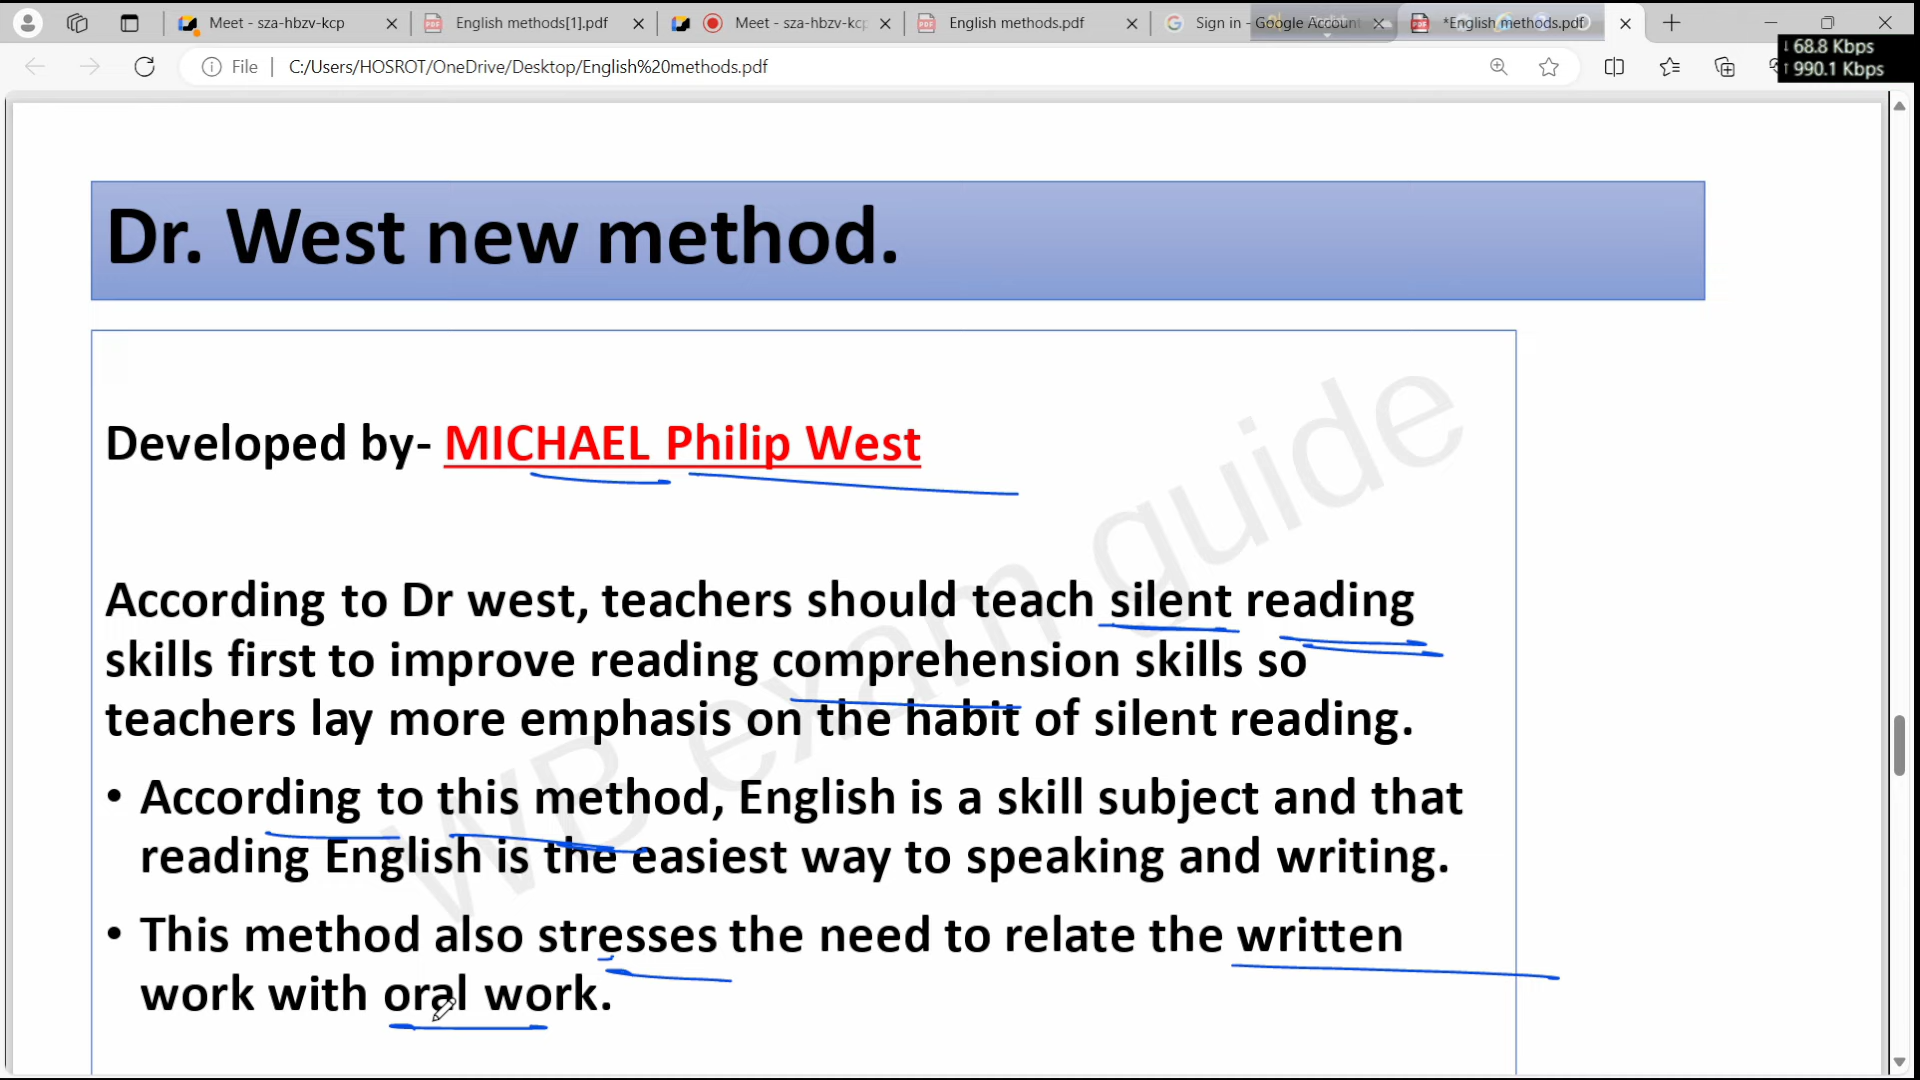 Meet - sza-hbzv-kcp
English methods[1].pdf
Meet - sza-hbzv-kcp
English methods.pdf
Sign in - Google Account
*English methods.pdf
File
C:/Users/HOSROT/OneDrive/Desktop/English%20methods.pdf
↓ 68.8 Kbps
↑ 990.1 Kbps
Dr. West new method.
Developed by- MICHAEL Philip West
According to Dr west, teachers should teach silent reading
skills first to improve reading comprehension skills so
teachers lay more emphasis on the habit of silent reading.
• According to this method, English is a skill subject and that
reading English is the easiest way to speaking and writing.
• This method also stresses the need to relate the written
work with oral work.
WB exam guide